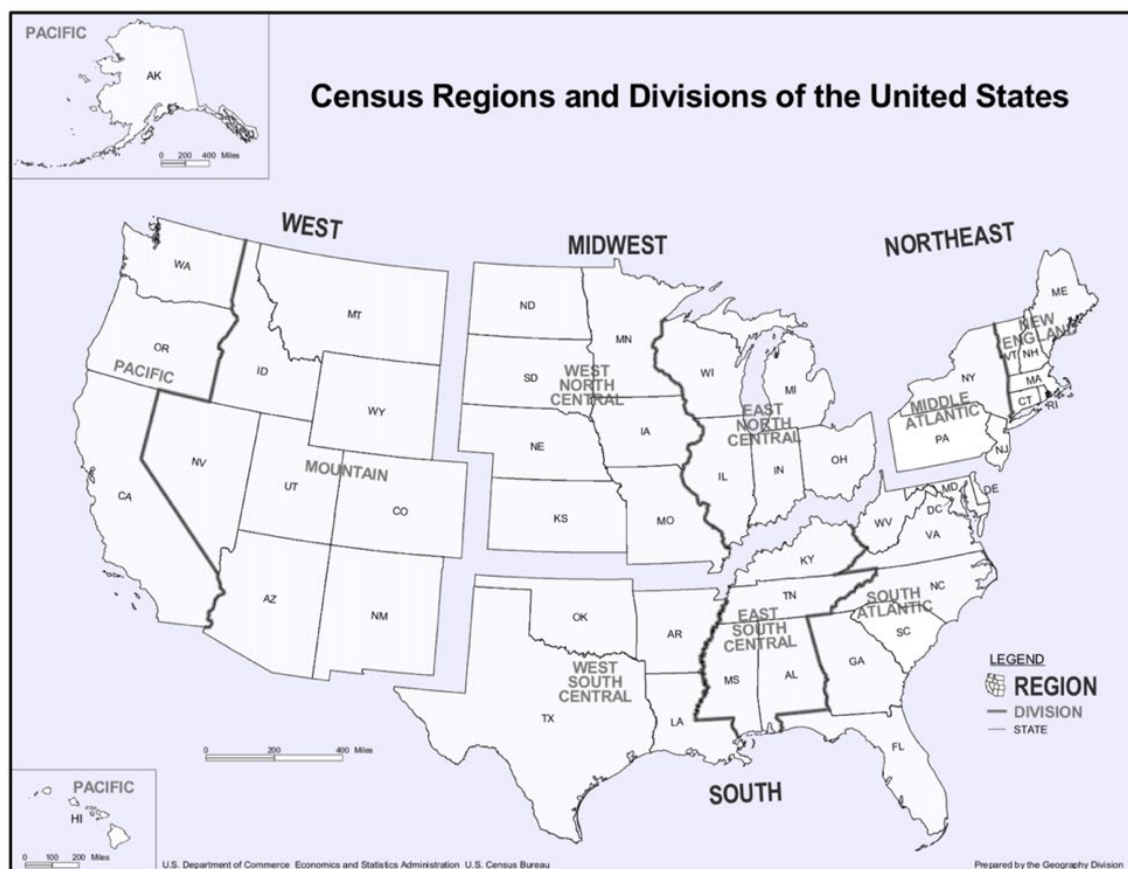 PACIFIC
AK
0 200 400 Miles
Census Regions and Divisions of the United States
WEST
MIDWEST
NORTHEAST
WA
MT
ND
MN
ME
OR
ID
SD
WI
MI
NY
VT
NH
NEW
ENGLAND
PACIFIC
WY
WEST
NORTH
CENTRAL
MA
CT
RI
MIDDLE
ATLANTIC
NE
IA
EAST
NORTH
CENTRAL
PA
NJ
NV
UT
MOUNTAIN
CO
CA
KS
MO
IL
IN
OH
MD
DE
DC
WV
VA
KY
AZ
NM
OK
AR
TN
NC
EAST
SOUTH
CENTRAL
SOUTH
ATLANTIC
SC
TX
WEST
SOUTH
CENTRAL
LA
MS
AL
GA
FL
LEGEND
REGION
DIVISION
STATE
0 200 400 Miles
SOUTH
PACIFIC
HI
0 100 200 Miles
U.S. Department of Commerce Economics and Statistics Administration U.S. Census Bureau
Prepared by the Geography Division